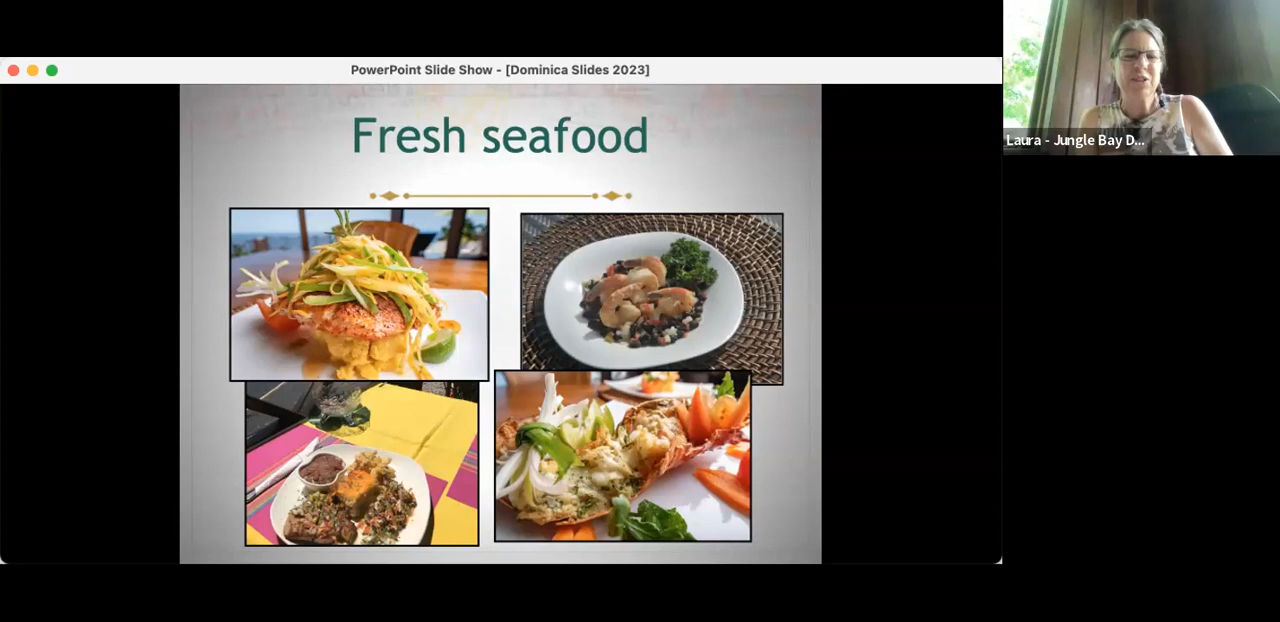 PowerPoint Slide Show - [Dominica Slides 2023]
Fresh seafood
Laura - Jungle Bay D...